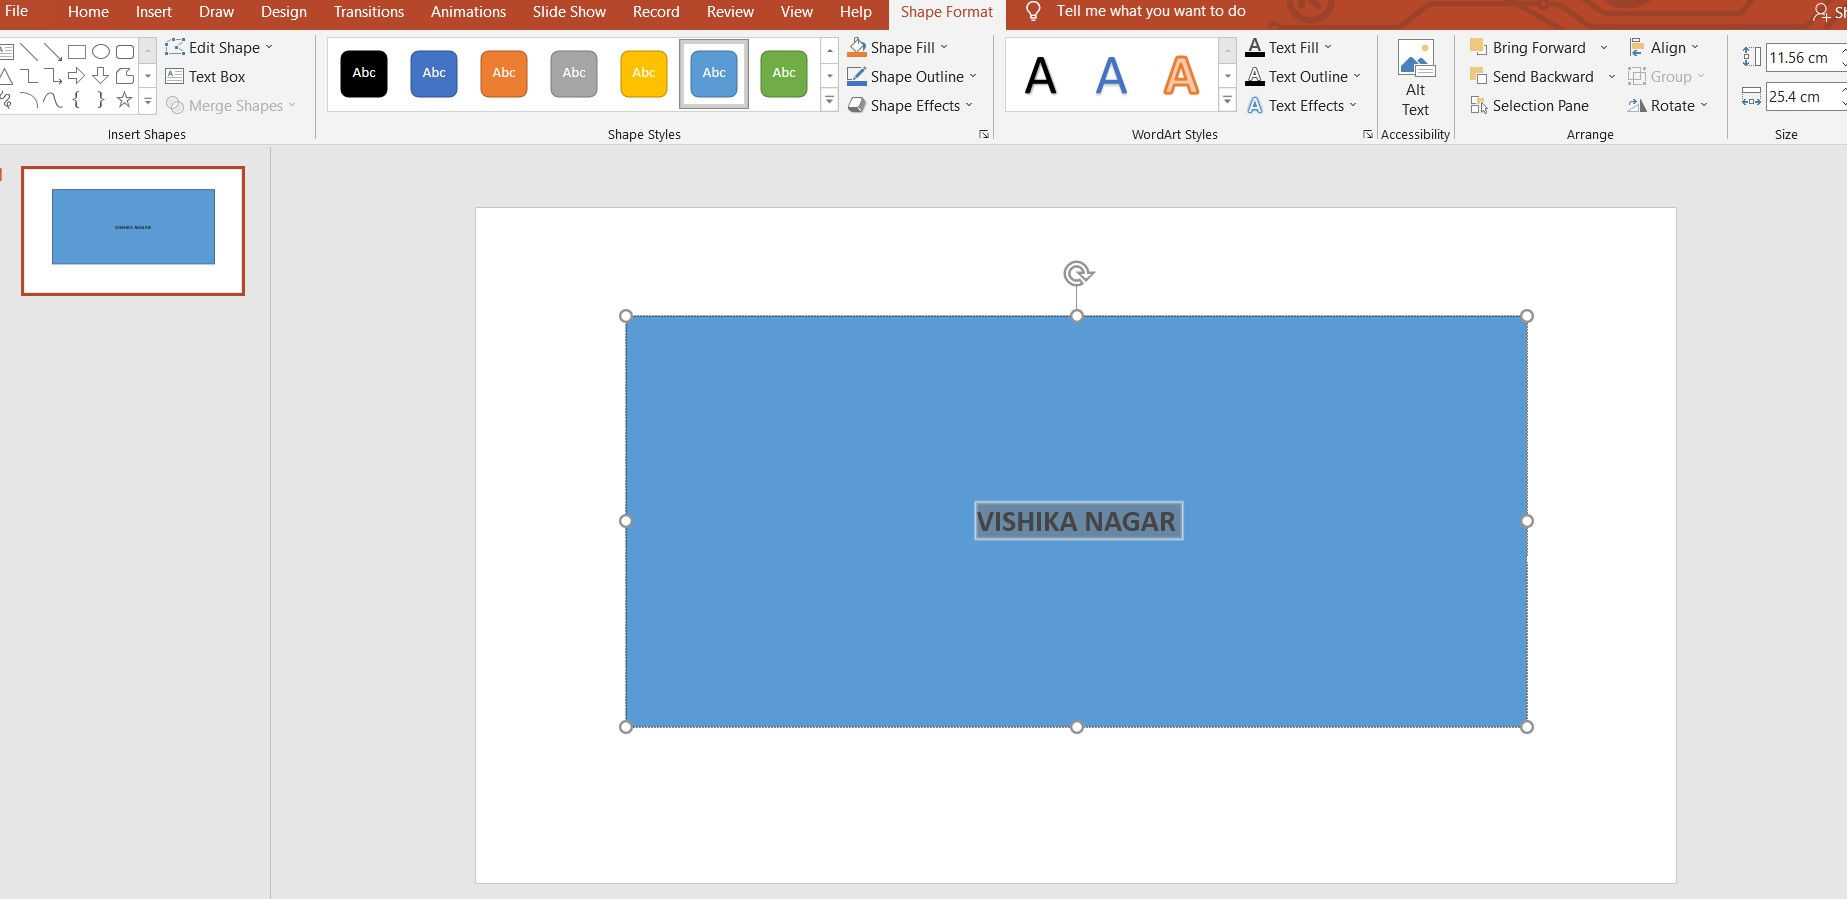 File Home Insert Draw Design Transitions Animations Slide Show Record Review View Help Shape Format Tell me what you want to do
Edit Shape
Text Box
Merge Shapes
Insert Shapes
Abc Abc Abc Abc Abc Abc Abc
Shape Fill
Shape Outline
Shape Effects
Shape Styles
A A A
A Text Fill
A Text Outline
A Text Effects
WordArt Styles
Alt
Text
Accessibility
Bring Forward
Send Backward
Selection Pane
Align
Group
Rotate
Arrange
11.56 cm
25.4 cm
Size
VISHIKA NAGAR
VISHIKA NAGAR